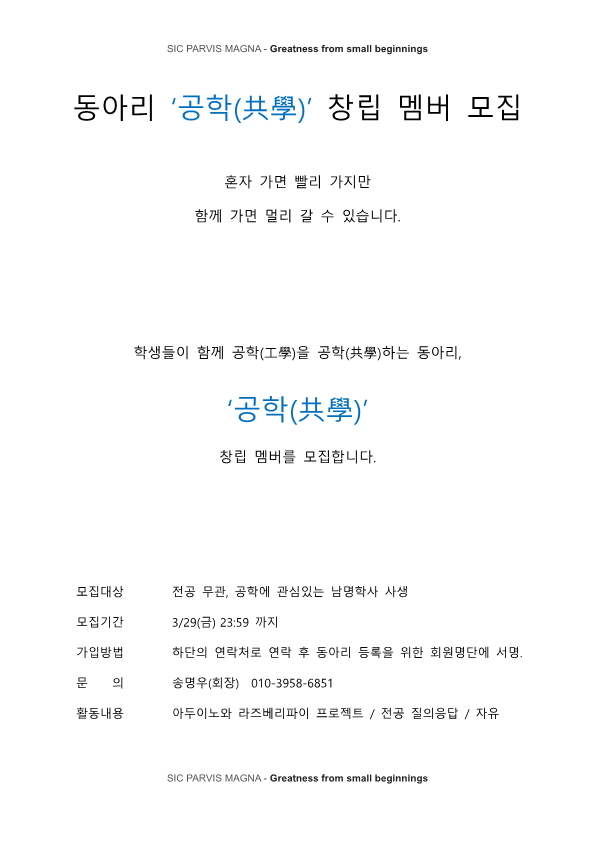 SIC PARVIS MAGNA - Greatness from small beginnings
동아리 ‘공학(共學)’ 창립 멤버 모집
혼자 가면 빨리 가지만
함께 가면 멀리 갈 수 있습니다.
학생들이 함께 공학(工學)을 공학(共學)하는 동아리,
‘공학(共學)’
창립 멤버를 모집합니다.
모집대상 전공 무관, 공학에 관심있는 남명학사 사생
모집기간 3/29(금) 23:59 까지
가입방법 하단의 연락처로 연락 후 동아리 등록을 위한 회원명단에 서명.
문 의 송명우(회장) 010-3958-6851
활동내용 아두이노와 라즈베리파이 프로젝트 / 전공 질의응답 / 자유
SIC PARVIS MAGNA - Greatness from small beginnings